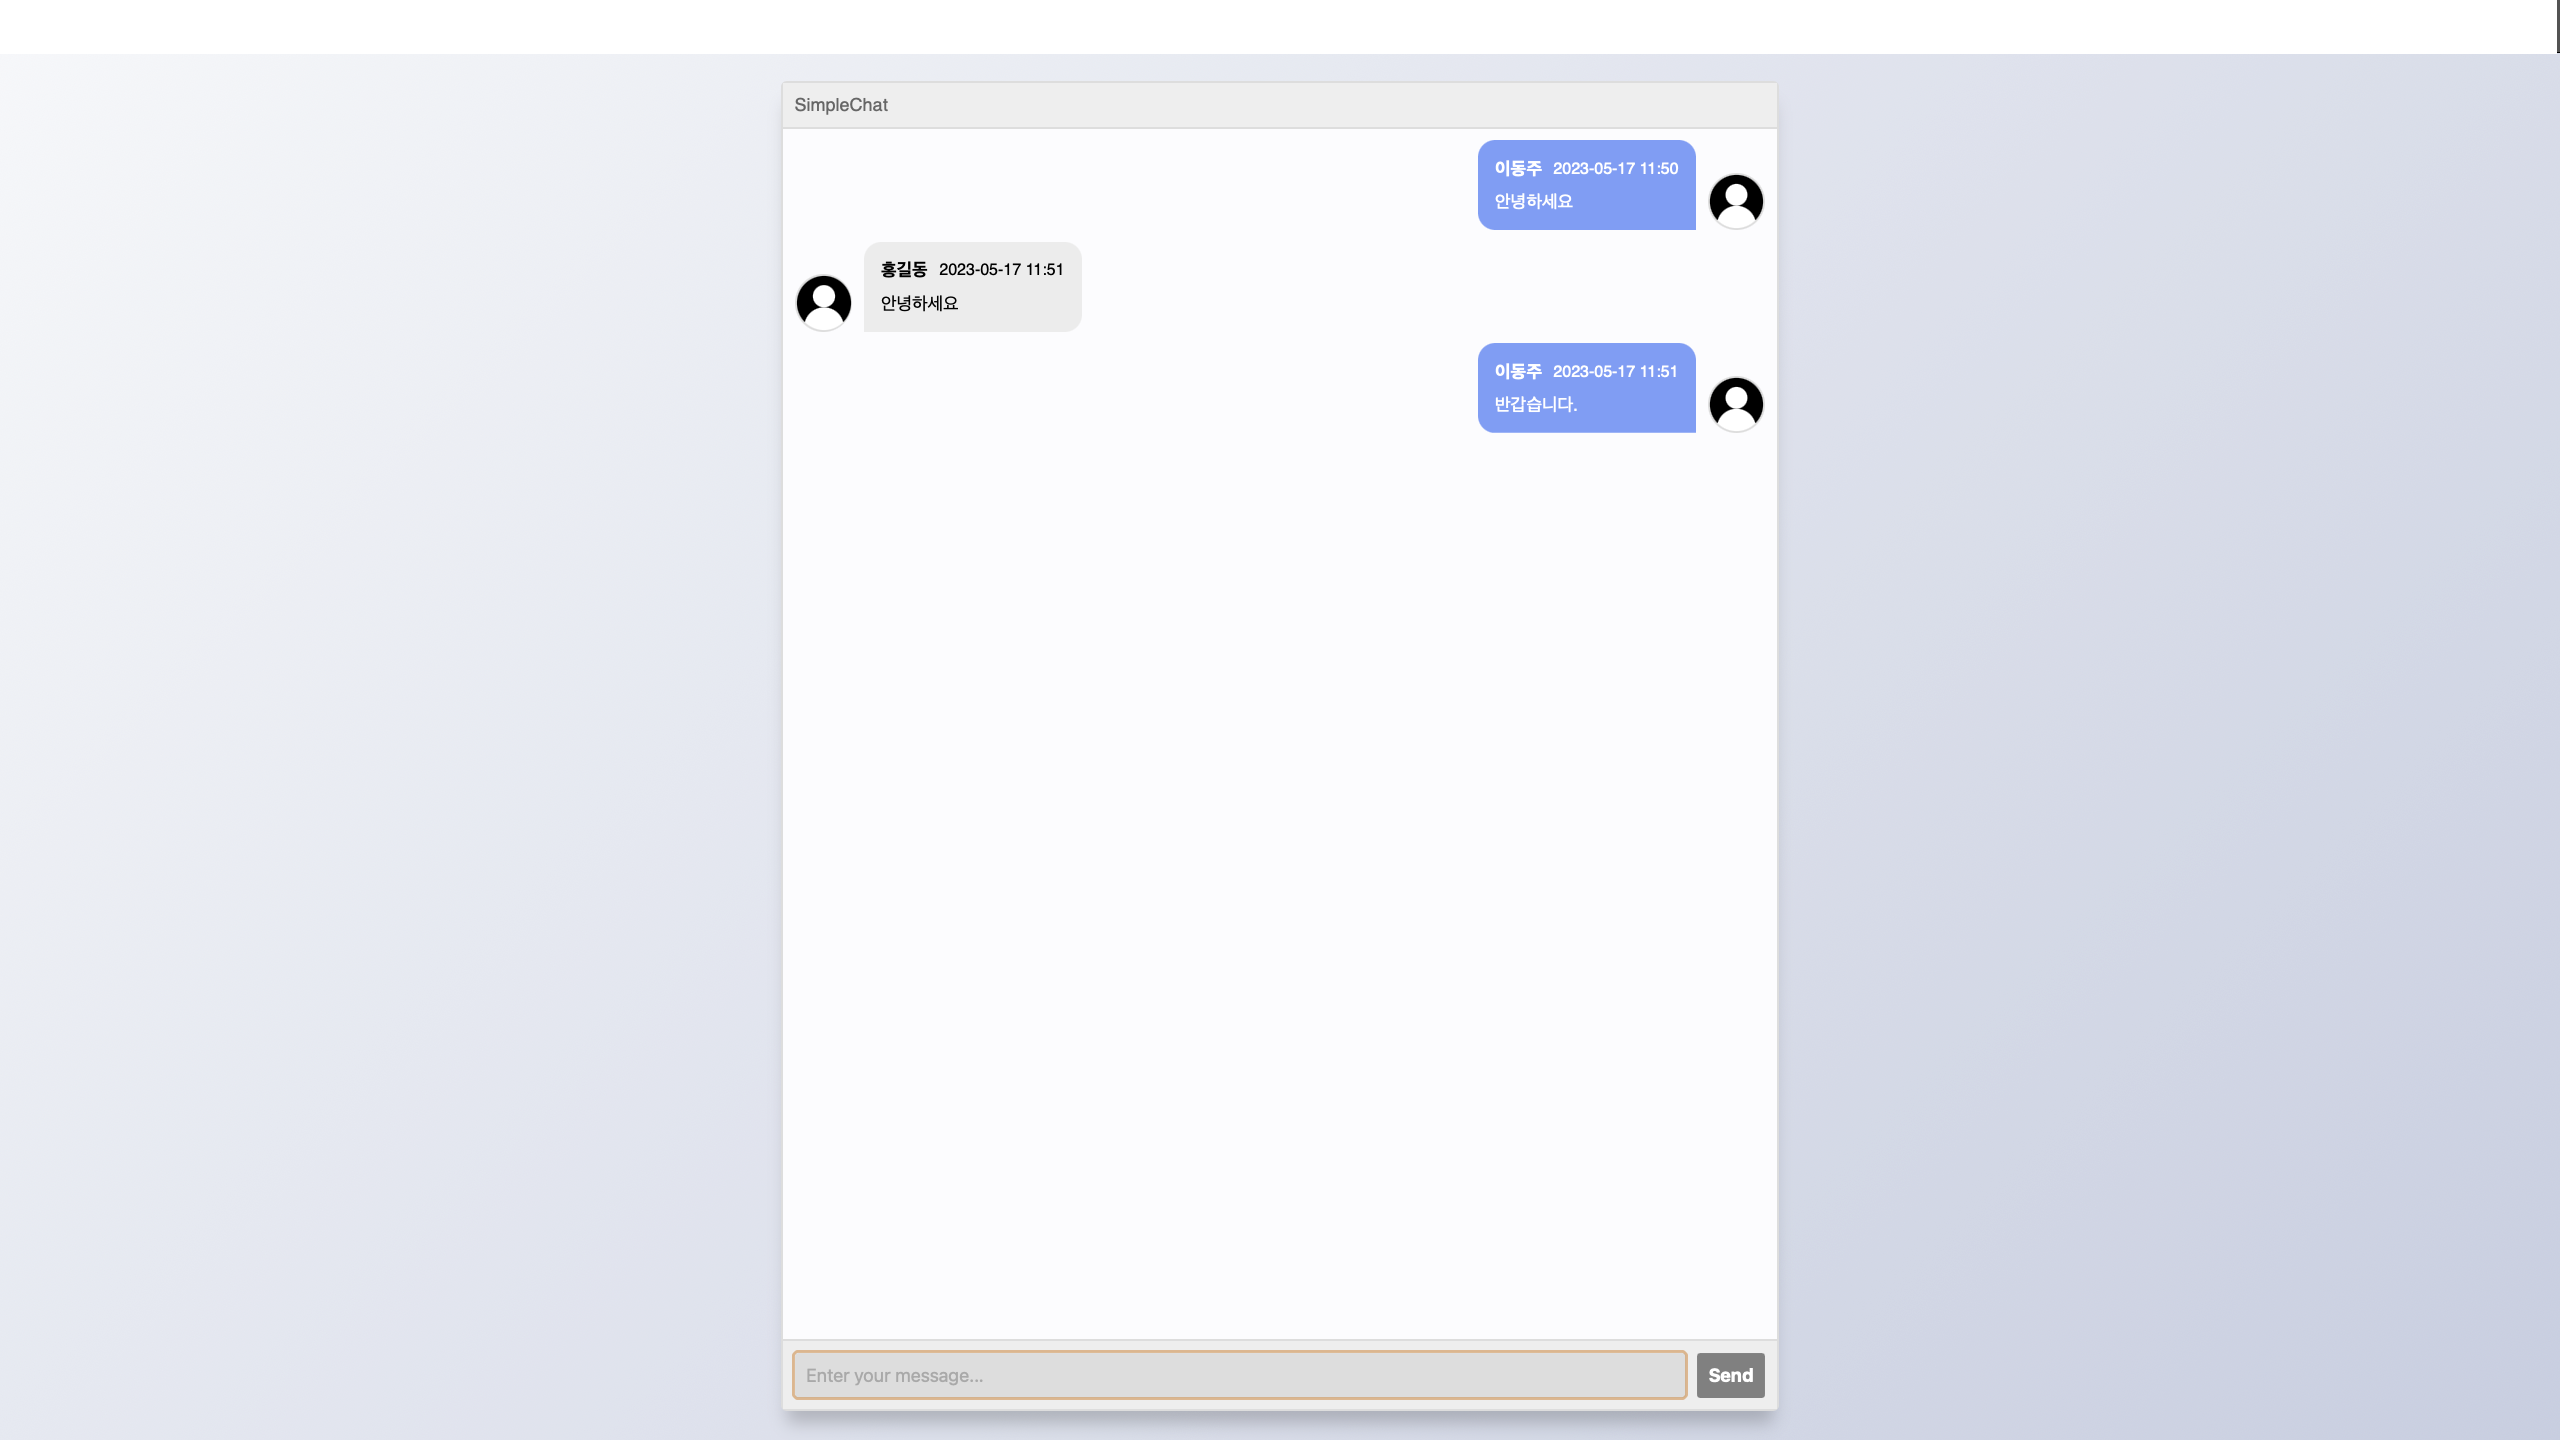 SimpleChat
이동주 2023-05-17 11:50
안녕하세요
홍길동 2023-05-17 11:51
안녕하세요
이동주 2023-05-17 11:51
반갑습니다.
Enter your message...
Send